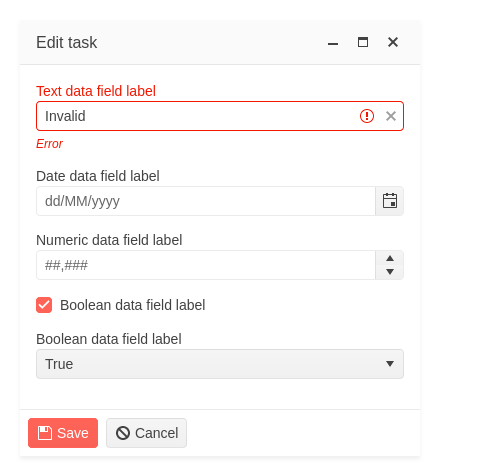 Edit task
Text data field label
Invalid
Error
Date data field label
dd/MM/yyyy
Numeric data field label
##,###
Boolean data field label
Boolean data field label
True
Save Cancel